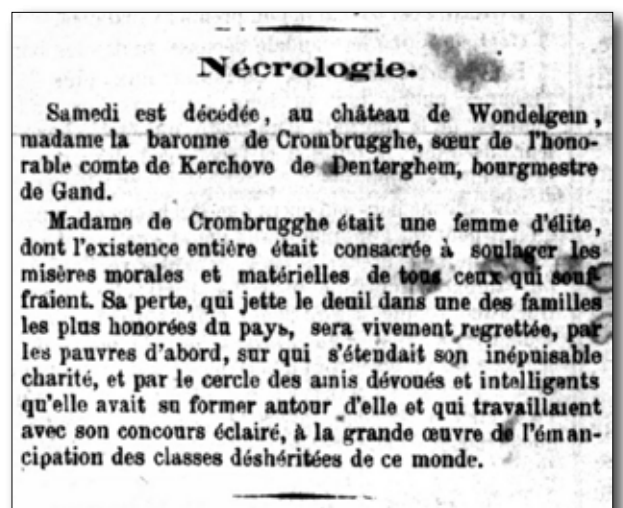 Nécrologie.
Samedi est décédée, au château de Wondelgem,
madame la baronne de Crombrugghe, sœur de l'hono-
rable comte de Kerchove de Denterghem, bourgmestre
de Gand.
Madame de Crombrugghe était une femme d'élite,
dont l'existence entière était consacrée à soulager les
misères morales et matérielles de tous ceux qui souf-
fraient. Sa perte, qui jette le deuil dans une des familles
les plus honorées du pays, sera vivement regrettée, par
les pauvres d'abord, sur qui s'étendait son inépuisable
charité, et par le cercle des amis dévoués et intelligents
qu'elle avait su former autour d'elle et qui travaillaient
avec son concours éclairé, à la grande œuvre de l'éman-
cipation des classes déshéritées de ce monde.